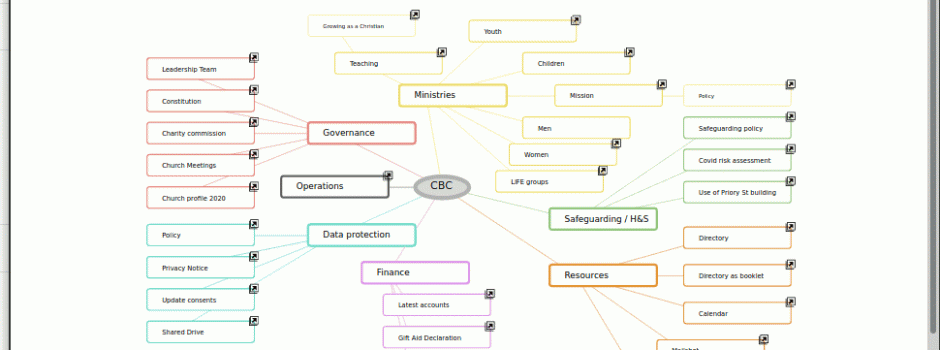 Growing as a Christian
Youth
Teaching
Children
Leadership Team
Ministries
Mission
Policy
Constitution
Governance
Men
Safeguarding policy
Charity commission
Women
Covid risk assessment
Church Meetings
LIFE groups
Operations
CBC
Use of Priory St building
Church profile 2020
Safeguarding / H&S
Policy
Data protection
Directory
Privacy Notice
Finance
Resources
Directory as booklet
Update consents
Latest accounts
Calendar
Shared Drive
Gift Aid Declaration